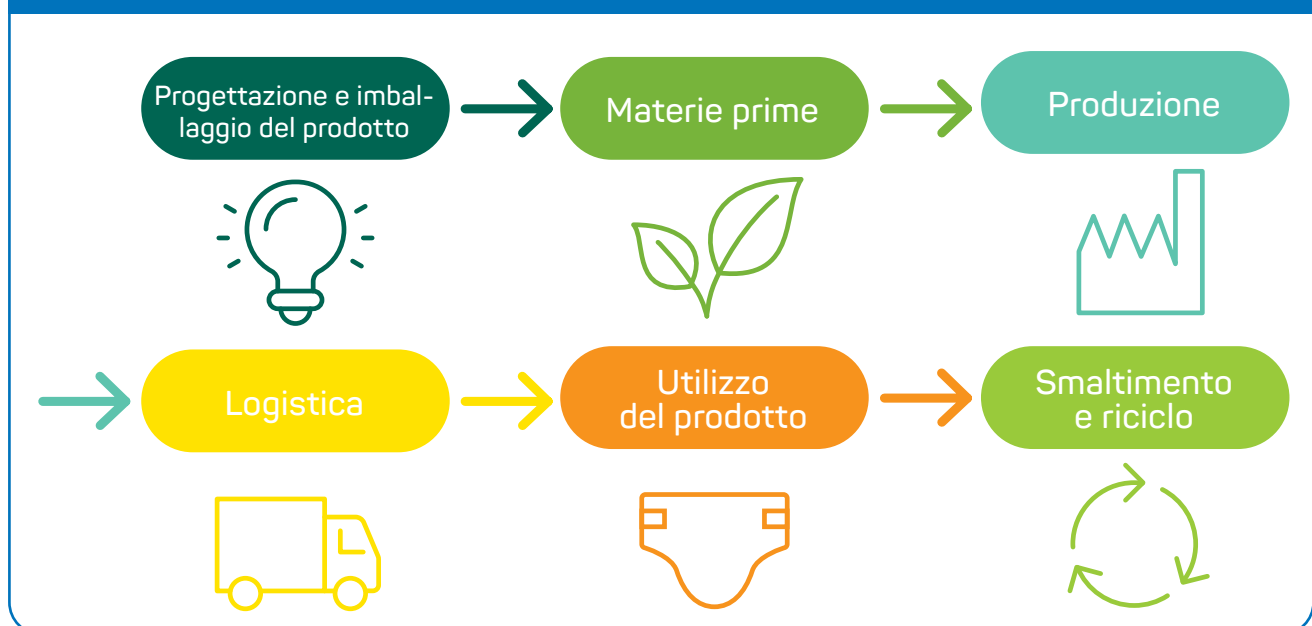 Progettazione e imbal-
laggio del prodotto
Materie prime
Produzione
Logistica
Utilizzo
del prodotto
Smaltimento
e riciclo